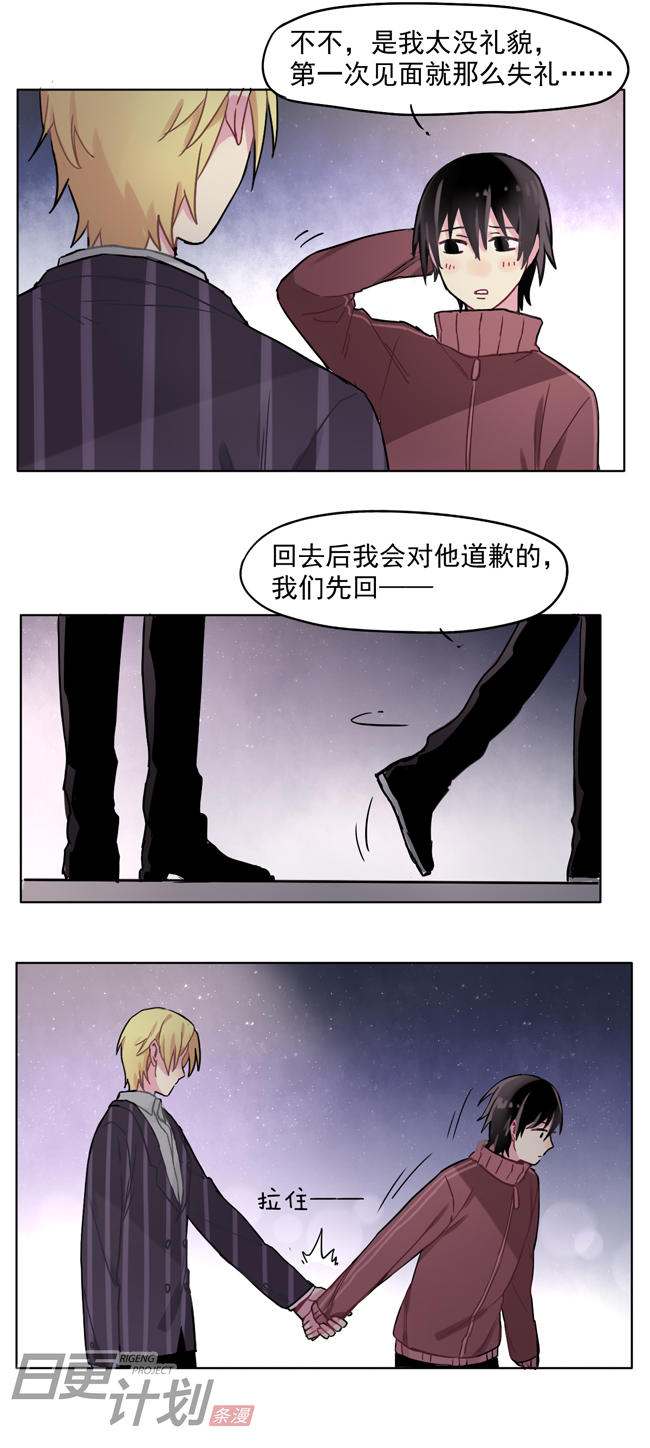 不不，是我太没礼貌，
第一次见面就那么失礼……
回去后我会对他道歉的，
我们先回——
拉住——
日更 RIGENG
计划 PROJECT
条漫